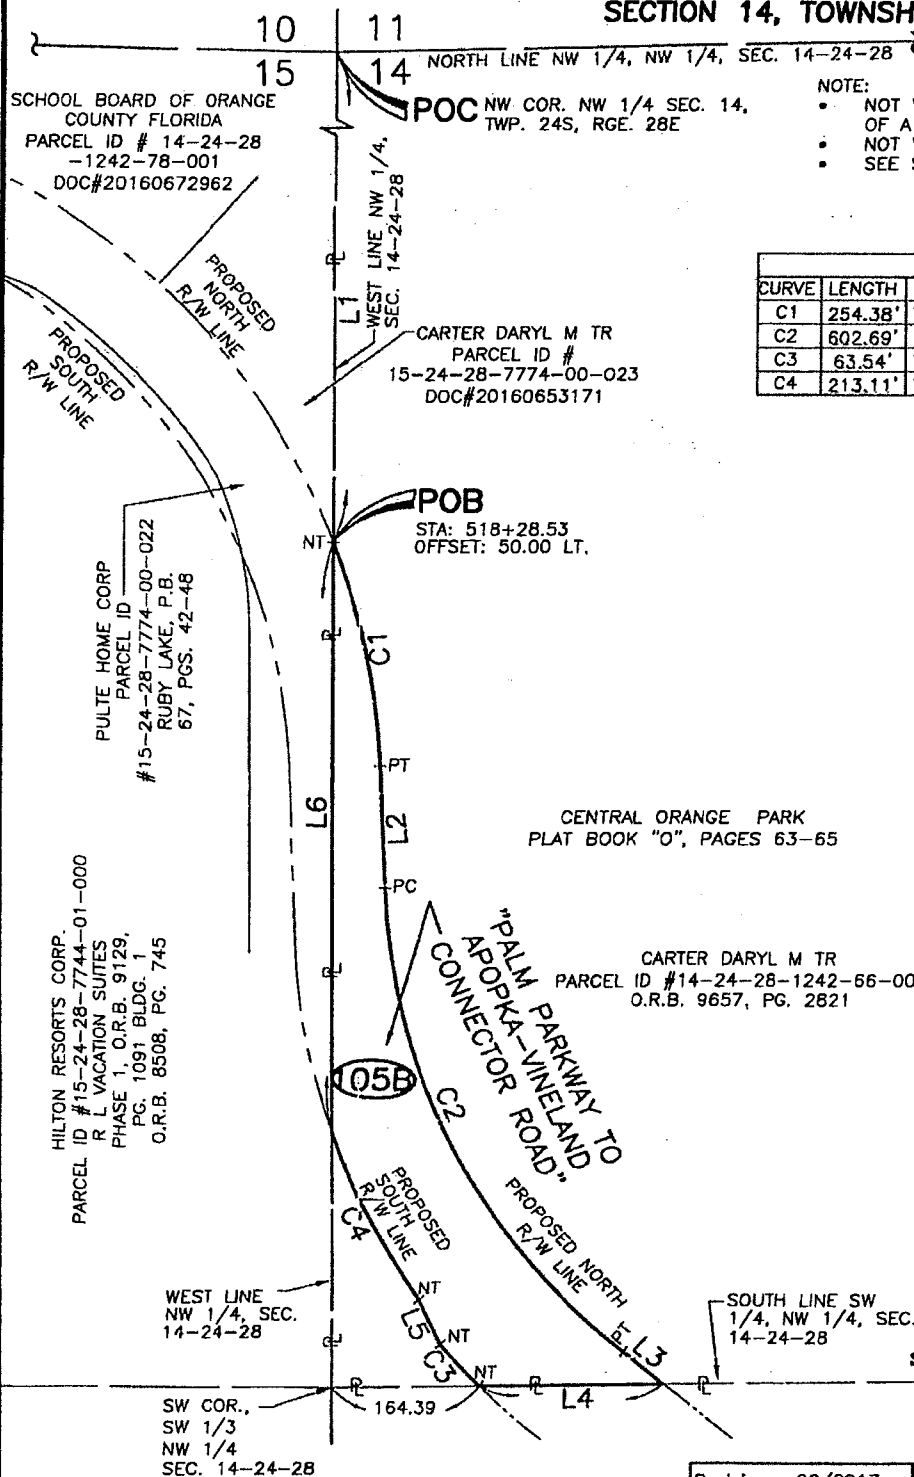 SECTION 14, TOWNSH
10 11
15 14
NORTH LINE NW 1/4, NW 1/4, SEC. 14-24-28
POC NW COR. NW 1/4 SEC. 14,
TWP. 24S, RGE. 28E
NOTE:
• NOT
OF A
• NOT
• SEE
SCHOOL BOARD OF ORANGE
COUNTY FLORIDA
PARCEL ID # 14-24-28
-1242-78-001
DOC#20160672962
WEST LINE NW 1/4,
SEC. 14-24-28
PL
L1
PROPOSED
NORTH
R/W LINE
PROPOSED
SOUTH
R/W LINE
CURVE LENGTH
C1 254.38'
C2 602.69'
C3 63.54'
C4 213.11'
CARTER DARYL M TR
PARCEL ID #
15-24-28-7774-00-023
DOC#20160653171
POB
STA: 518+28.53
OFFSET: 50.00 LT.
NT
PL
C1
PULTE HOME CORP
PARCEL ID
#15-24-28-7774-00-022
RUBY LAKE, P.B.
67, PGS. 42-48
PT
L6
L2
PC
CENTRAL ORANGE PARK
PLAT BOOK "O", PAGES 63-65
HILTON RESORTS CORP.
PARCEL ID #15-24-28-7744-01-000
R L VACATION SUITES
PHASE 1, O.R.B. 9129,
PG. 1091 BLDG. 1
O.R.B. 8508, PG. 745
PL
"PALM PARKWAY TO
APOPKA-VINELAND
CONNECTOR ROAD"
CARTER DARYL M TR
PARCEL ID #14-24-28-1242-66-00
O.R.B. 9657, PG. 2821
105B
C2
PROPOSED
SOUTH
R/W LINE
C4
PROPOSED NORTH
R/W LINE
WEST LINE
NW 1/4, SEC.
14-24-28
NT
L5
NT
C3
NT
PL
PT
L3
SOUTH LINE SW
1/4, NW 1/4, SEC.
14-24-28
PL
PL
L4
PL
164.39
SW COR.,
SW 1/3
NW 1/4
SEC. 14-24-28